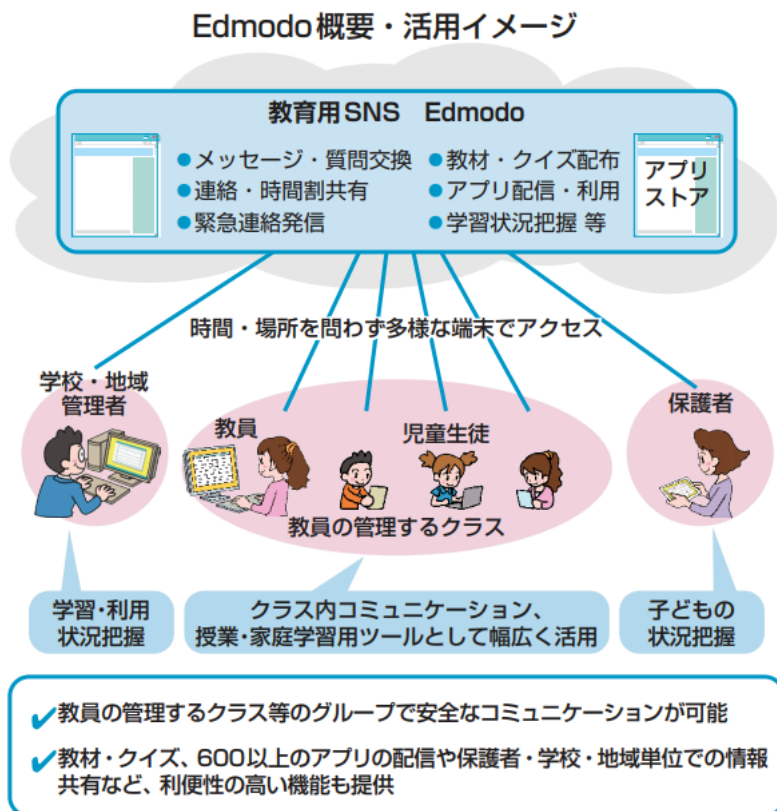 Edmodo概要・活用イメージ
教育用SNS Edmodo
●メッセージ・質問交換
●連絡・時間割共有
●緊急連絡発信
●教材・クイズ配布
●アプリ配信・利用
●学習状況把握 等
アプリ
ストア
時間・場所を問わず多様な端末でアクセス
学校・地域
管理者
教員
児童生徒
保護者
教員の管理するクラス
学習・利用
状況把握
クラス内コミュニケーション、
授業・家庭学習用ツールとして幅広く活用
子どもの
状況把握
✔教員の管理するクラス等のグループで安全なコミュニケーションが可能
✔教材・クイズ、600以上のアプリの配信や保護者・学校・地域単位での情報
共有など、利便性の高い機能も提供